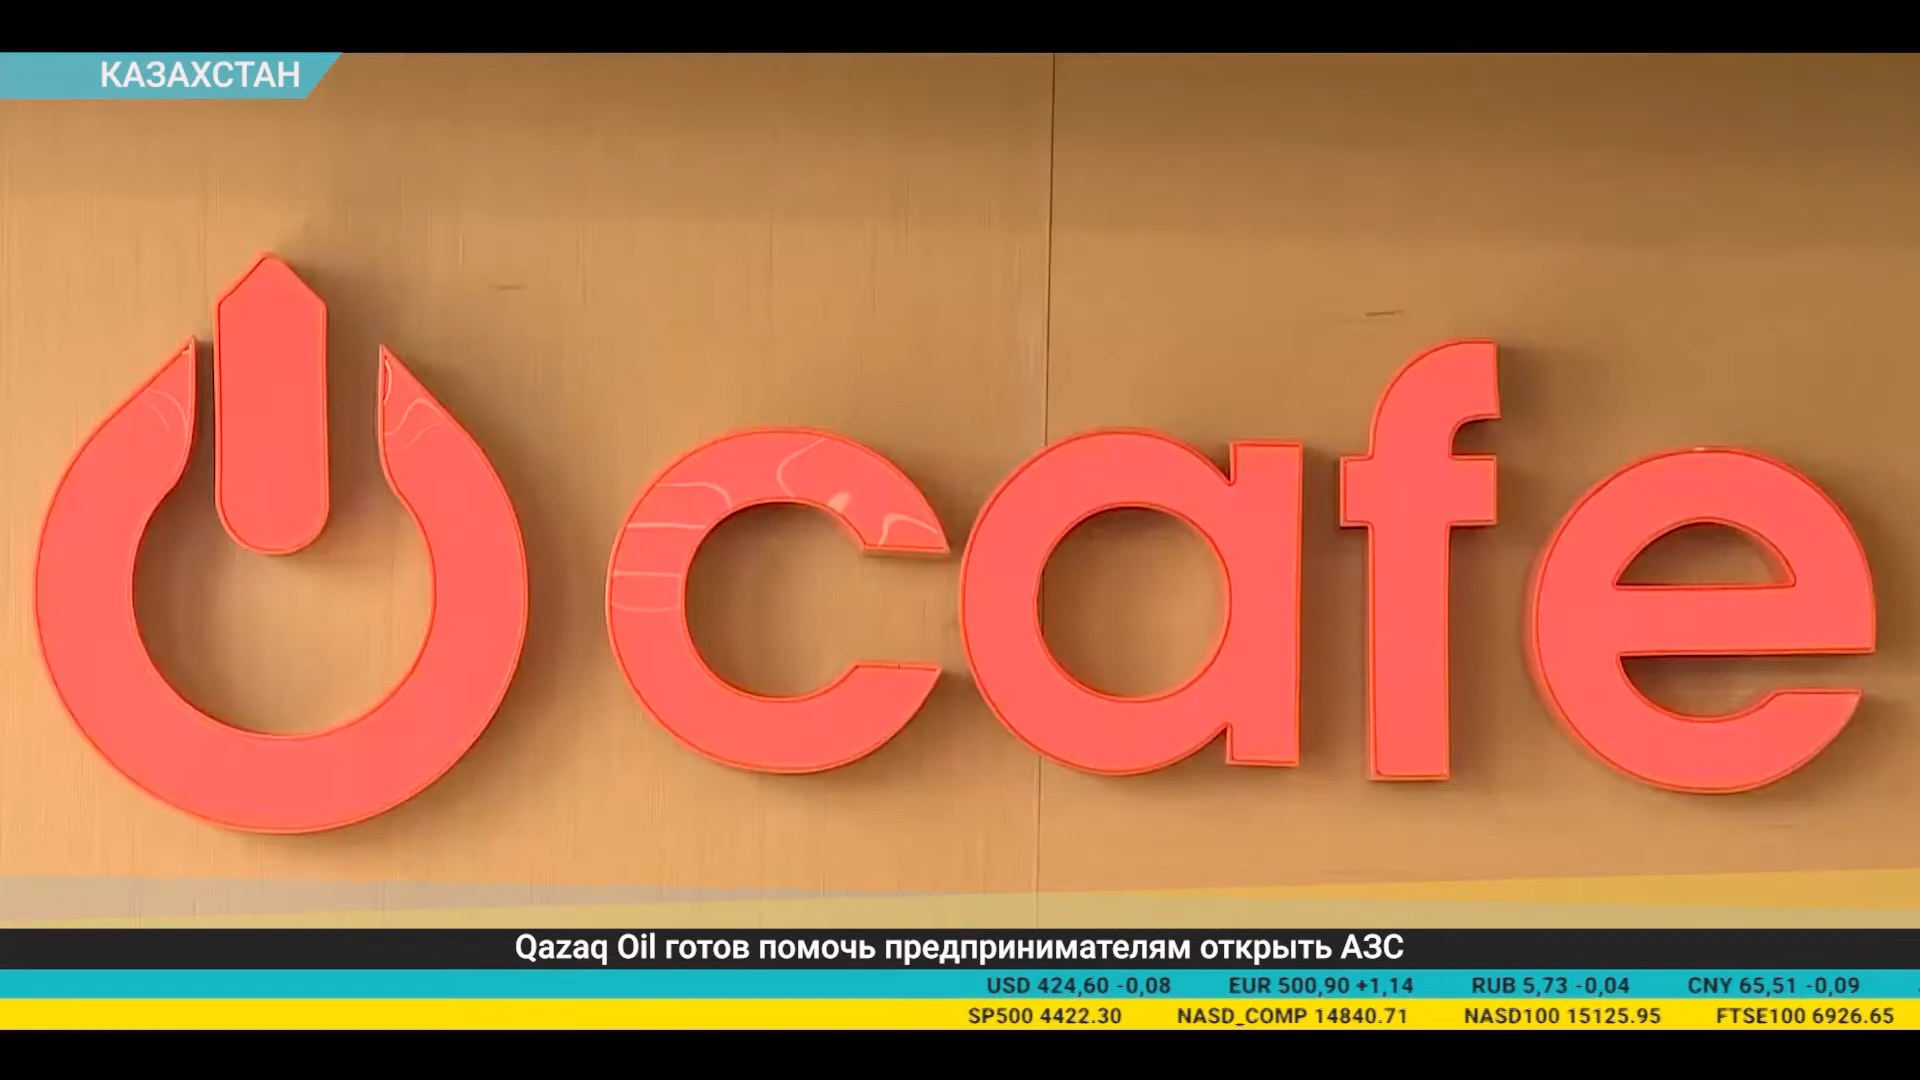 КАЗАХСТАН
cafe
Qazaq Oil готов помочь предпринимателям открыть АЗС
USD 424,60 -0,08 EUR 500,90 +1,14 RUB 5,73 -0,04 CNY 65,51 -0,09
SP500 4422.30 NASD_COMP 14840.71 NASD100 15125.95 FTSE100 6926.65